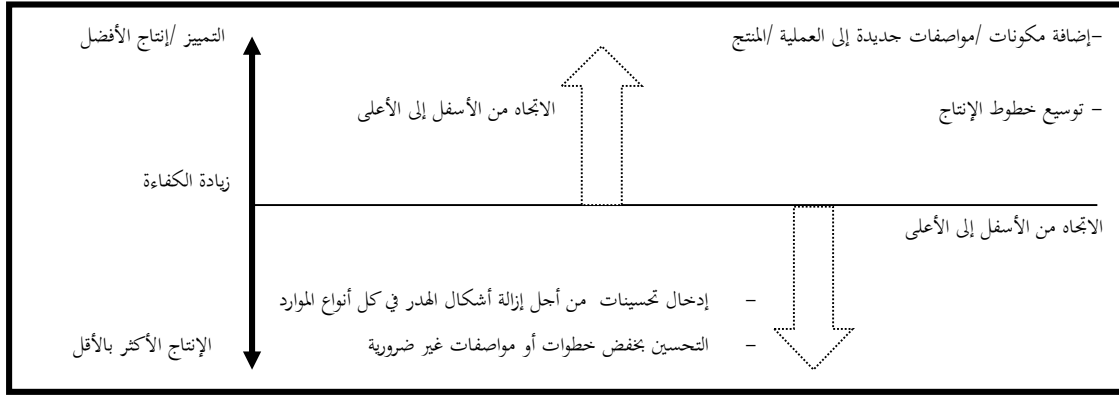 –إضافة مكونات /مواصفات جديدة إلى العملية /المنتج
التمييز /إنتاج الأفضل
– توسيع خطوط الإنتاج
الاتجاه من الأسفل إلى الأعلى
زيادة الكفاءة
الاتجاه من الأسفل إلى الأعلى
– إدخال تحسينات من أجل إزالة أشكال الهدر في كل أنواع الموارد
– التحسين بخفض خطوات أو مواصفات غير ضرورية
الإنتاج الأكثر بالأقل